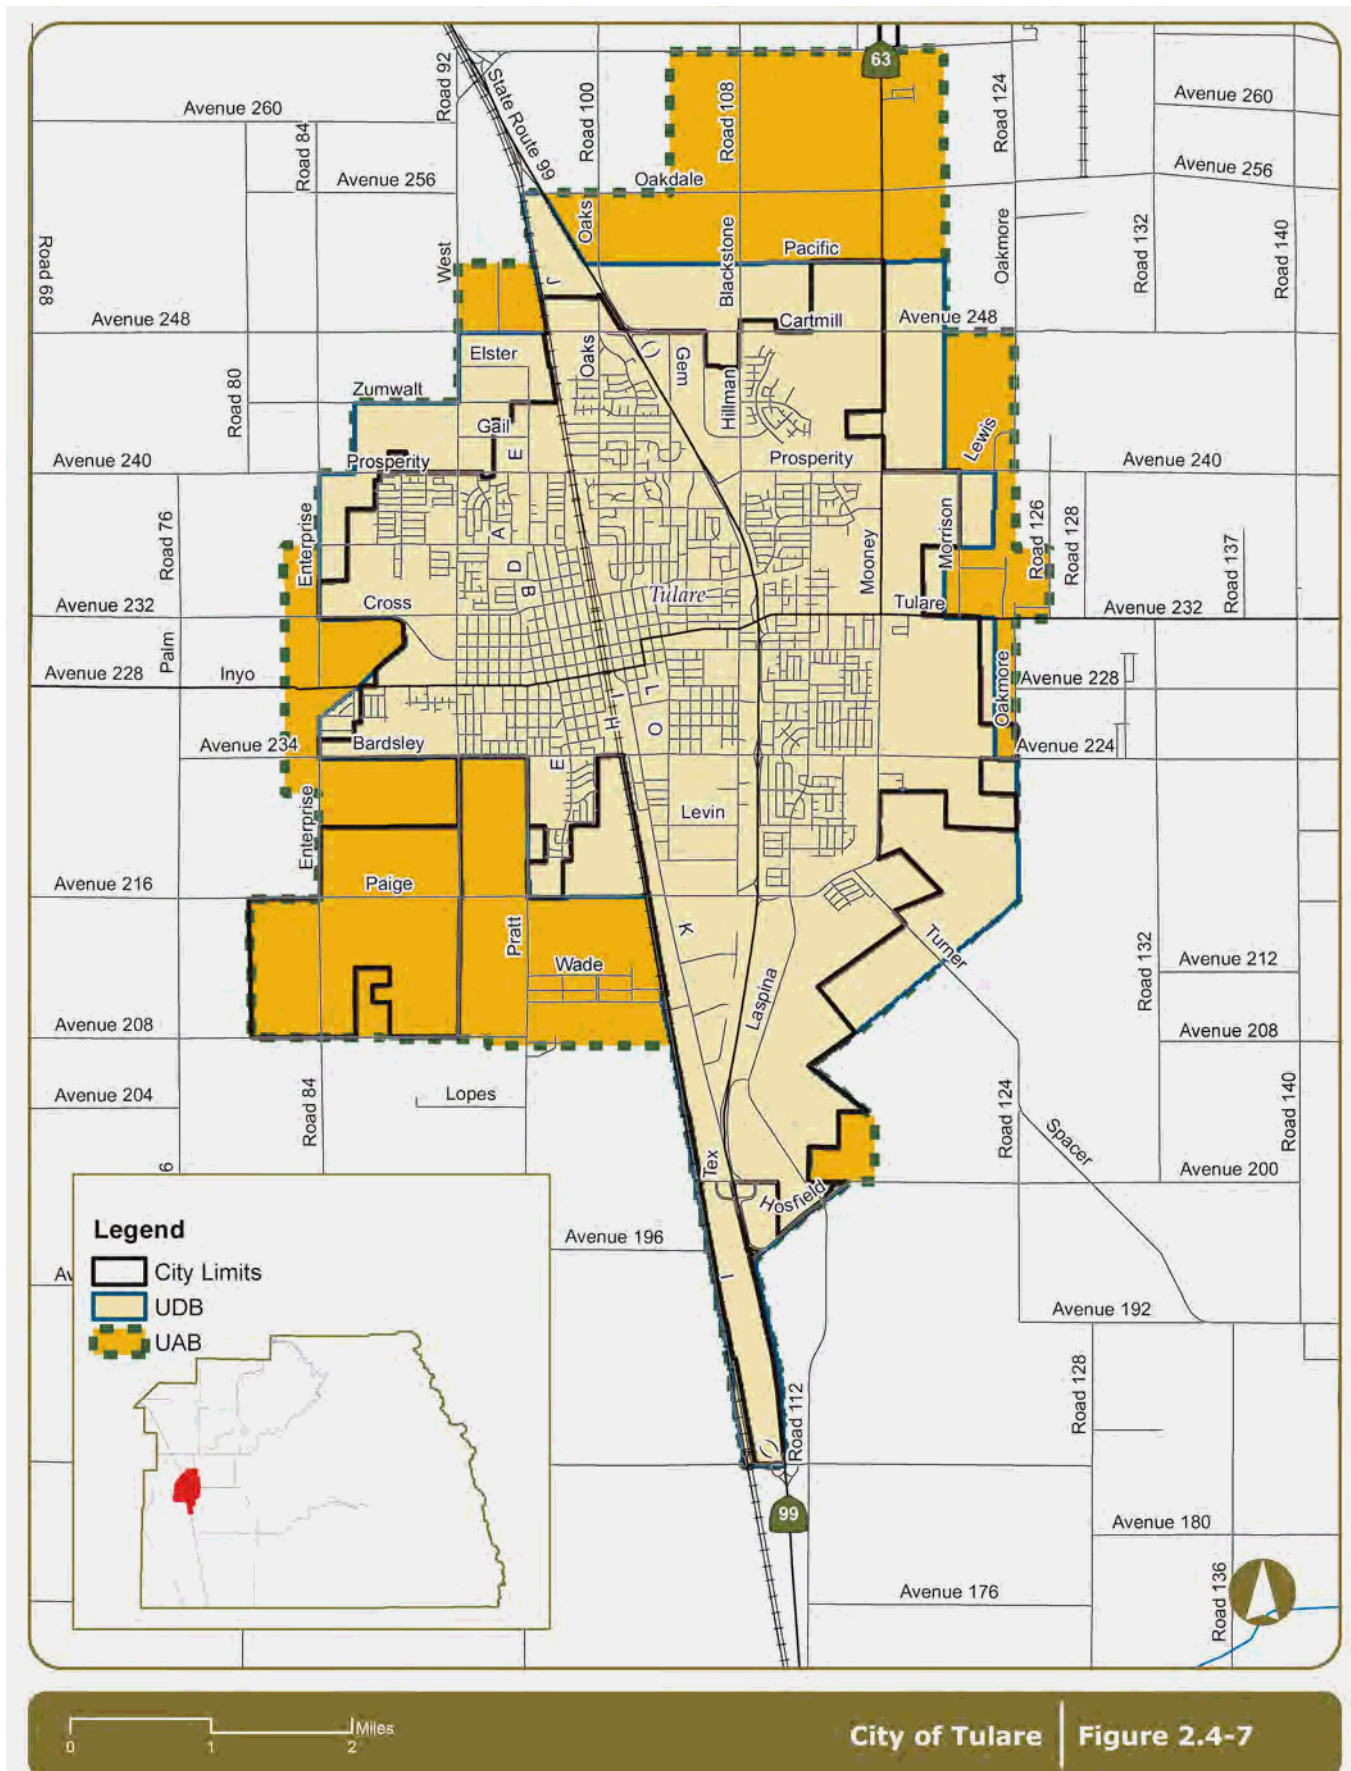 63
Road 92
State Route 99
Road 100
Road 108
Road 124
Avenue 260
Avenue 260
Road 84
Avenue 256
Oakdale
Avenue 256
Road 68
West
Oaks
Blackstone
Pacific
Oakmore
Road 132
Road 140
J
Avenue 248
Cartmill
Avenue 248
Elster
Oaks
Gem
Hillman
Zumwalt
Road 80
Gail
Lewis
Avenue 240
Prosperity
E
Prosperity
Avenue 240
Road 76
Enterprise
A
Mooney
Morrison
Road 126
Road 128
Road 137
D
B
Tulare
Avenue 232
Cross
Tulare
Avenue 232
Palm
Avenue 228
Inyo
L
Oakmore
Avenue 228
I
H
O
Avenue 234
Bardsley
Avenue 224
E
Enterprise
Levin
Avenue 216
Paige
Pratt
K
Turner
Road 132
Wade
Laspina
Avenue 212
Avenue 208
Avenue 208
Avenue 204
Road 84
Lopes
Road 124
Spacer
Road 140
6
Tex
Avenue 200
Hosfield
Avenue 196
Legend
Av
City Limits
UDB
UAB
I
Avenue 192
Road 112
Road 128
99
Avenue 180
Avenue 176
Road 136
Miles
0 1 2
City of Tulare
Figure 2.4-7